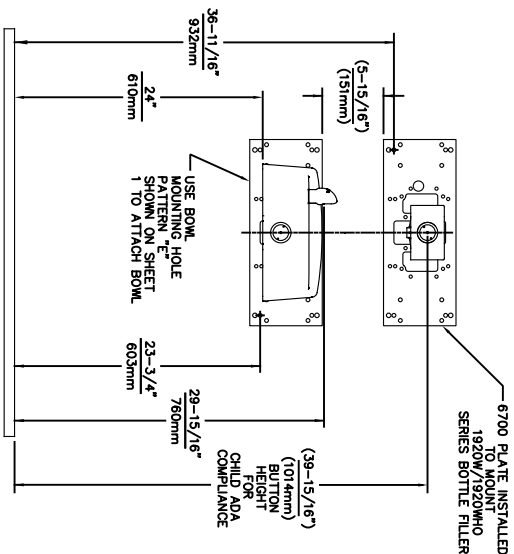 6700 PLATE INSTALLED
TO MOUNT
1920W/1920WHO
SERIES BOTTLE FILLER
36-11/16"
932mm
(5-15/16")
(151mm)
24"
610mm
USE BOWL
MOUNTING HOLE
PATTERN "E"
SHOWN ON SHEET
1 TO ATTACH BOWL
23-3/4"
603mm
29-15/16"
760mm
(39-15/16")
(1014mm)
BUTTON
HEIGHT
FOR
CHILD ADA
COMPLIANCE